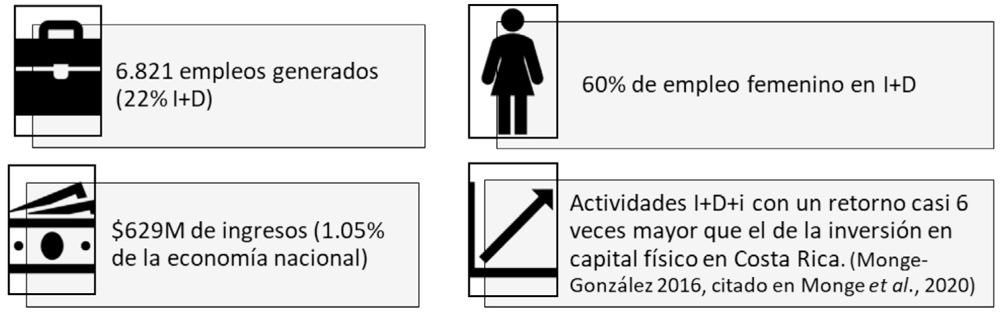 6.821 empleos generados
(22% I+D)
60% de empleo femenino en I+D
$629M de ingresos (1.05%
de la economía nacional)
Actividades I+D+i con un retorno casi 6
veces mayor que el de la inversión en
capital físico en Costa Rica. (Monge-
González 2016, citado en Monge et al., 2020)